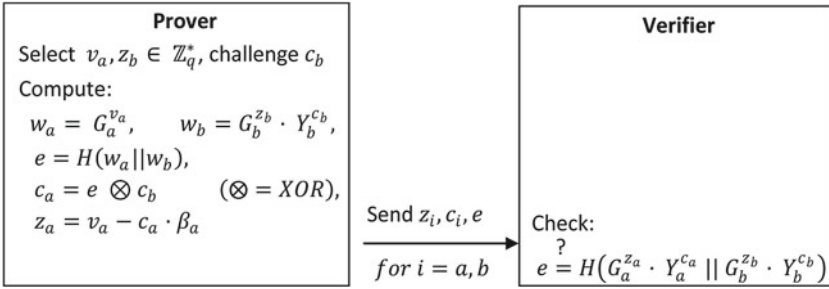 Prover
Select v_a, z_b ∈ ℤ_q^*, challenge c_b
Compute:
w_a = G_a^{v_a}, w_b = G_b^{z_b} · Y_b^{c_b},
e = H(w_a||w_b),
c_a = e ⊗ c_b (⊗ = XOR),
z_a = v_a − c_a · β_a
Send z_i, c_i, e
for i = a, b
Verifier
Check:
?
e = H(G_a^{z_a} · Y_a^{c_a} || G_b^{z_b} · Y_b^{c_b})